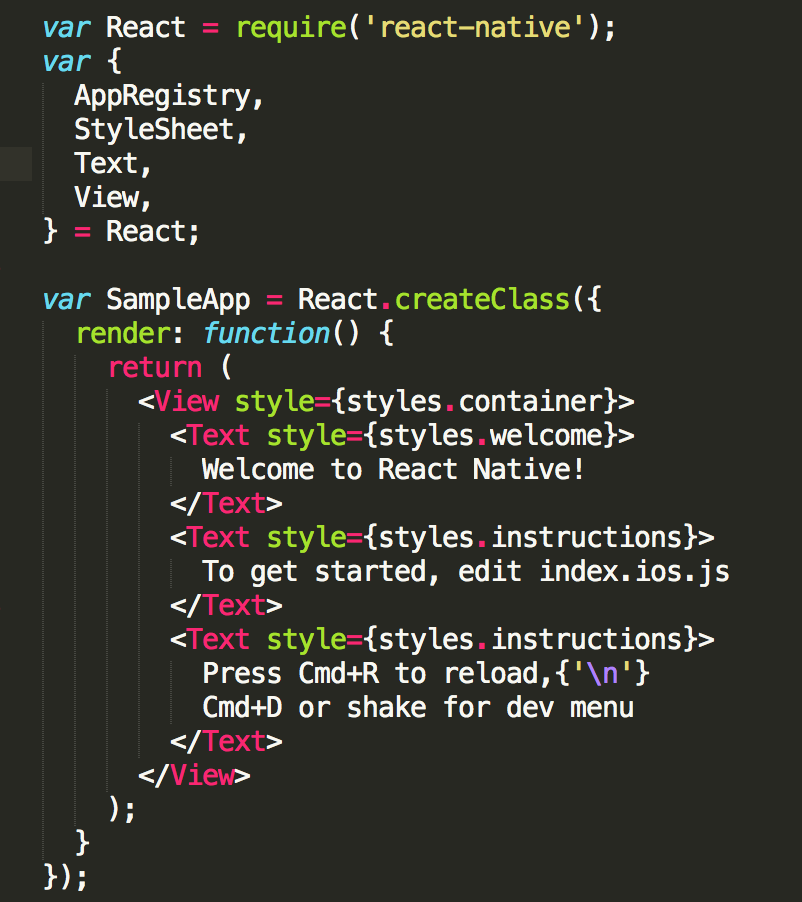 var React = require('react-native');
var {
  AppRegistry,
  StyleSheet,
  Text,
  View,
} = React;

var SampleApp = React.createClass({
  render: function() {
    return (
      <View style={styles.container}>
        <Text style={styles.welcome}>
          Welcome to React Native!
        </Text>
        <Text style={styles.instructions}>
          To get started, edit index.ios.js
        </Text>
        <Text style={styles.instructions}>
          Press Cmd+R to reload,{'\n'}
          Cmd+D or shake for dev menu
        </Text>
      </View>
    );
  }
});